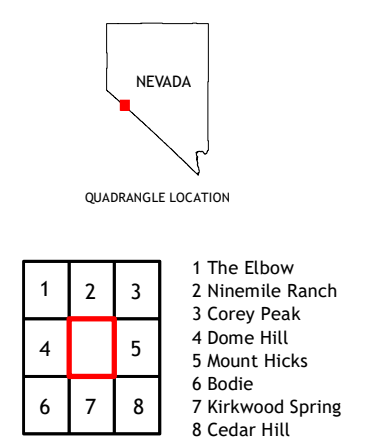 NEVADA
QUADRANGLE LOCATION
1 2 3
4 5
6 7 8
1 The Elbow
2 Ninemile Ranch
3 Corey Peak
4 Dome Hill
5 Mount Hicks
6 Bodie
7 Kirkwood Spring
8 Cedar Hill